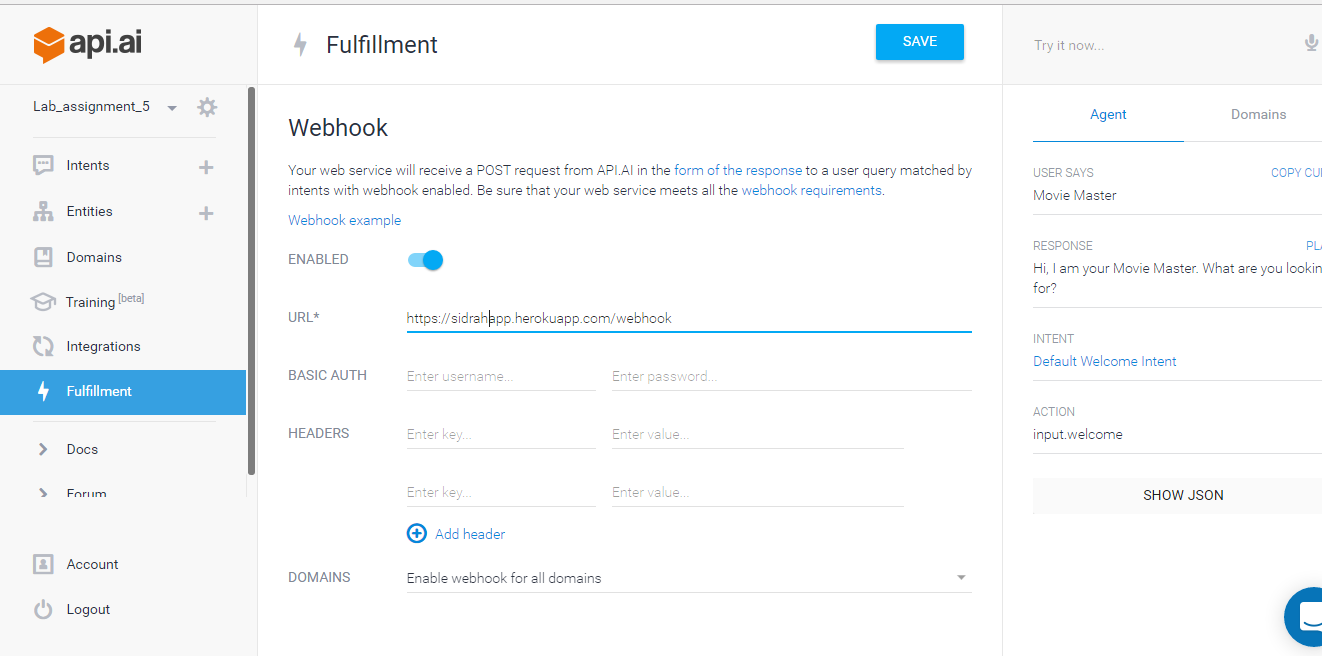 api.ai
Lab_assignment_5
Intents
Entities
Domains
Training [beta]
Integrations
Fulfillment
Docs
Forum
Account
Logout
Fulfillment
SAVE
Webhook
Your web service will receive a POST request from API.AI in the form of the response to a user query matched by
intents with webhook enabled. Be sure that your web service meets all the webhook requirements.
Webhook example
ENABLED
URL*
https://sidrahapp.herokuapp.com/webhook
BASIC AUTH
Enter username...
Enter password...
HEADERS
Enter key...
Enter value...
Enter key...
Enter value...
Add header
DOMAINS
Enable webhook for all domains
Try it now...
Agent
Domains
USER SAYS
COPY CU
Movie Master
RESPONSE
PLA
Hi, I am your Movie Master. What are you lookin
for?
INTENT
Default Welcome Intent
ACTION
input.welcome
SHOW JSON